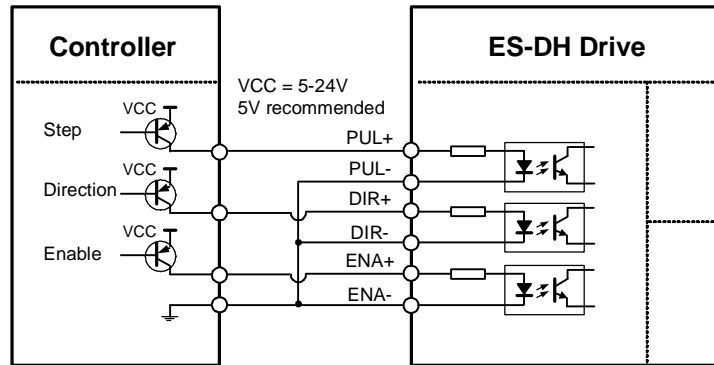 Controller
ES-DH Drive
VCC = 5-24V
5V recommended
VCC
Step
PUL+
PUL-
VCC
Direction
DIR+
DIR-
VCC
Enable
ENA+
ENA-